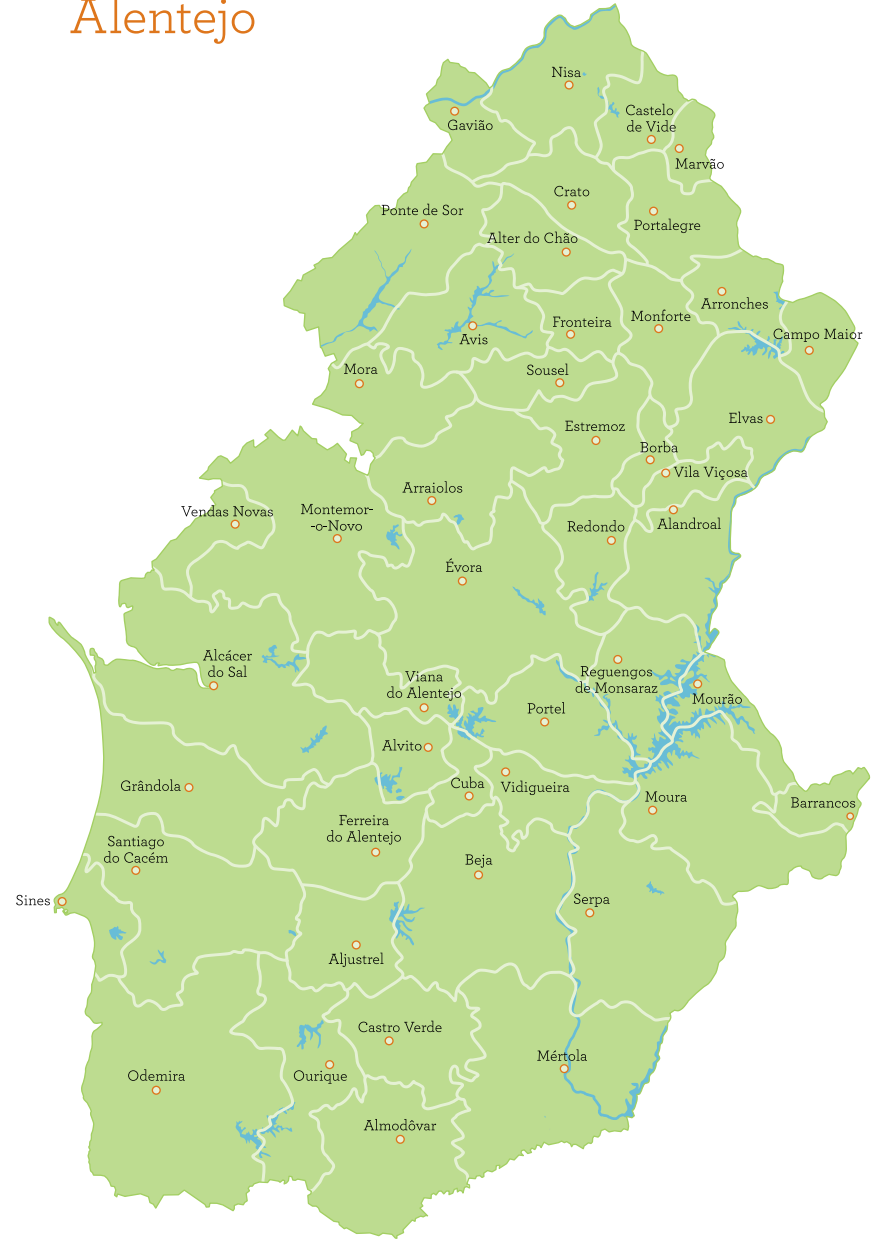 Alentejo
Nisa
Gavião
Castelo
de Vide
Marvão
Crato
Ponte de Sor
Portalegre
Alter do Chão
Arronches
Monforte
Fronteira
Campo Maior
Avis
Mora
Sousel
Elvas
Estremoz
Borba
Vila Viçosa
Arraiolos
Vendas Novas
Montemor-
-o-Novo
Alandroal
Redondo
Évora
Alcácer
do Sal
Reguengos
de Monsaraz
Viana
do Alentejo
Mourão
Portel
Alvito
Grândola
Cuba
Vidigueira
Moura
Barrancos
Ferreira
do Alentejo
Santiago
do Cacém
Beja
Sines
Serpa
Aljustrel
Castro Verde
Mértola
Odemira
Ourique
Almodôvar